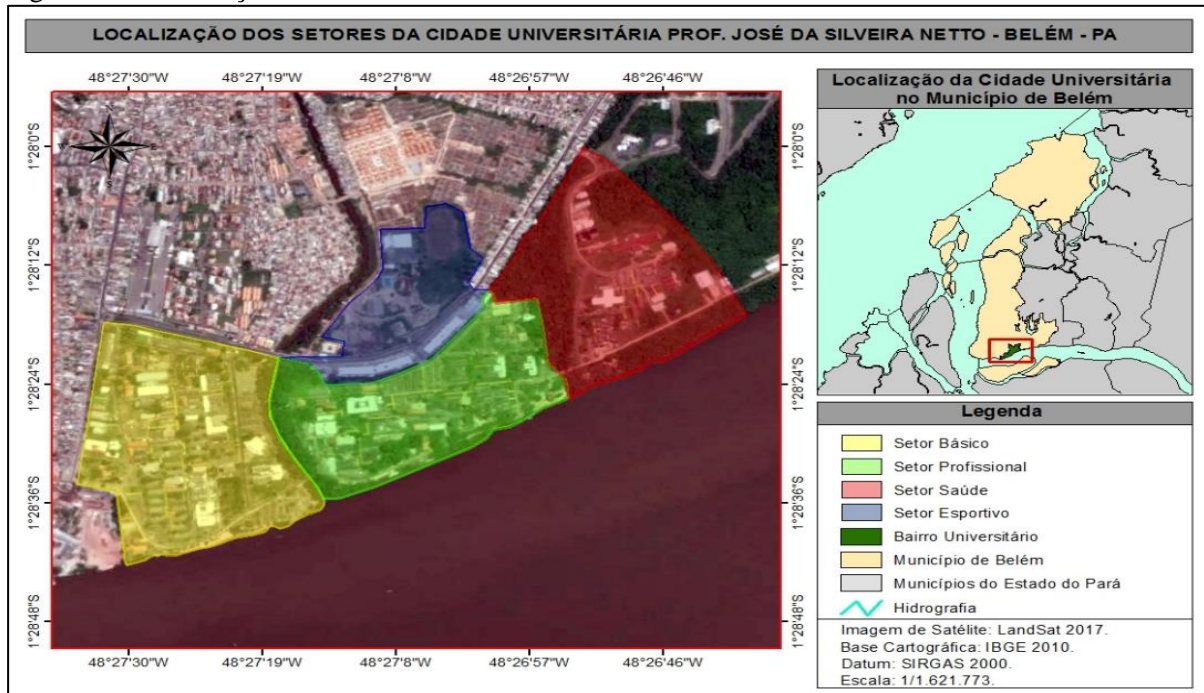 LOCALIZAÇÃO DOS SETORES DA CIDADE UNIVERSITÁRIA PROF. JOSÉ DA SILVEIRA NETTO - BELÉM - PA
48°27'30"W 48°27'19"W 48°27'8"W 48°26'57"W 48°26'46"W
1°28'0"S 1°28'0"S
1°28'12"S 1°28'12"S
1°28'24"S 1°28'24"S
1°28'36"S 1°28'36"S
1°28'48"S 1°28'48"S
48°27'30"W 48°27'19"W 48°27'8"W 48°26'57"W 48°26'46"W
W E
S
Localização da Cidade Universitária
no Município de Belém
Legenda
Setor Básico
Setor Profissional
Setor Saúde
Setor Esportivo
Bairro Universitário
Município de Belém
Municípios do Estado do Pará
Hidrografia
Imagem de Satélite: LandSat 2017.
Base Cartográfica: IBGE 2010.
Datum: SIRGAS 2000.
Escala: 1/1.621.773.